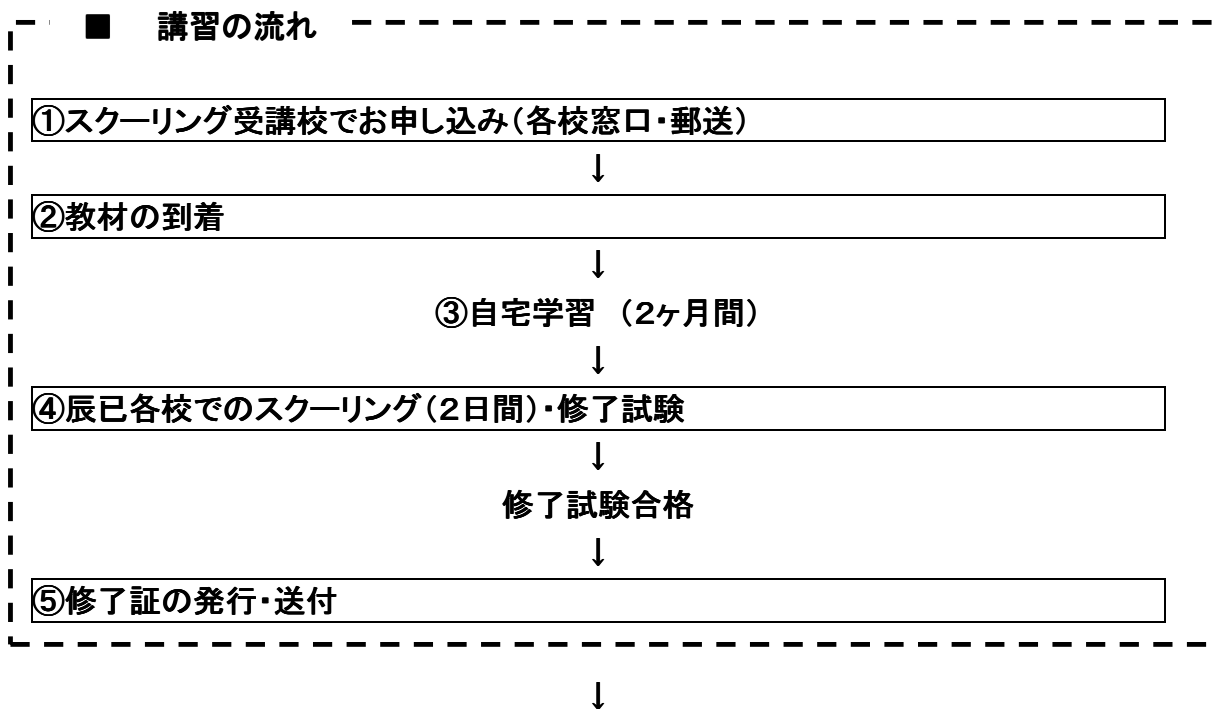 ■ 講習の流れ
①スクーリング受講校でお申し込み（各校窓口・郵送）
↓
②教材の到着
↓
③自宅学習 （２ヶ月間）
↓
④辰已各校でのスクーリング（２日間）・修了試験
↓
修了試験合格
↓
⑤修了証の発行・送付
↓